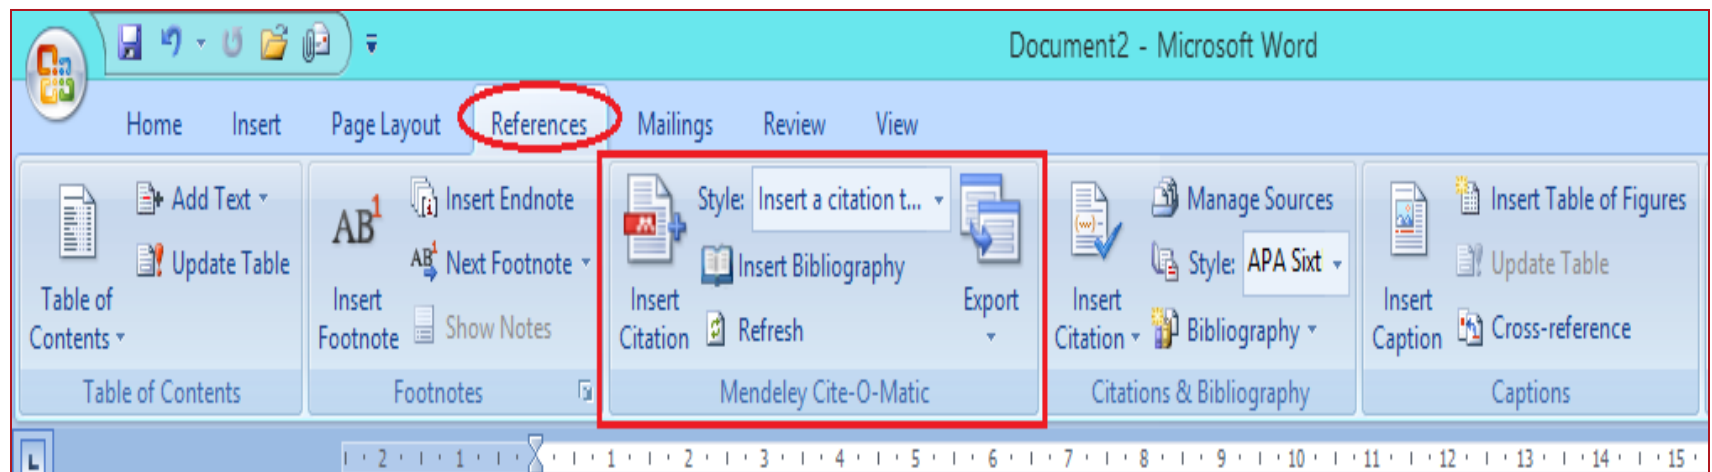 Document2 - Microsoft Word
Home Insert Page Layout References Mailings Review View
Table of
Contents
Add Text
Update Table
Table of Contents
AB1
Insert
Footnote
Insert Endnote
AB1 Next Footnote
Show Notes
Footnotes
Insert
Citation
Style: Insert a citation t...
Insert Bibliography
Refresh
Export
Mendeley Cite-O-Matic
Insert
Citation
Manage Sources
Style: APA Sixt
Bibliography
Citations & Bibliography
Insert
Caption
Insert Table of Figures
Update Table
Cross-reference
Captions
L
2 1 1 2 3 4 5 6 7 8 9 10 11 12 13 14 15